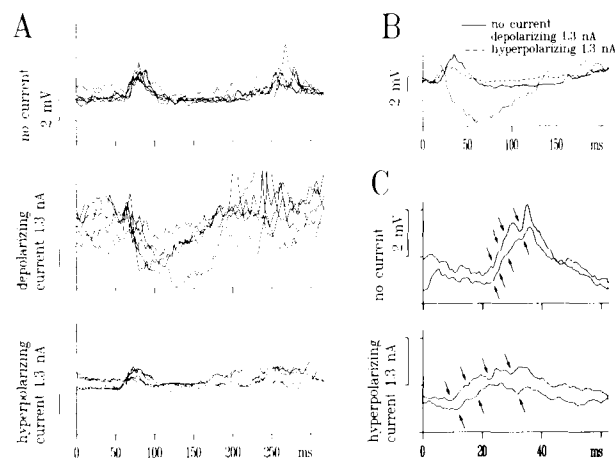 A
no current
2 mV
depolarizing
current 1.3 nA
hyperpolarizing
current 1.3 nA
0 50 100 150 200 250 ms
B
no current
depolarizing 1.3 nA
hyperpolarizing 1.3 nA
2 mV
0 50 100 150 ms
C
no current
2 mV
hyperpolarizing
current 1.3 nA
0 20 40 ms